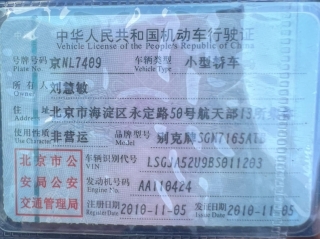 中华人民共和国机动车行驶证
Vehicle License of the People's Republic of China
号牌号码 京NL7409 车辆类型 小型轿车
Plate No. Vehicle Type
所有人 刘慧敏
Owner
住址 北京市海淀区永定路50号航天部
Address
使用性质 非营运 品牌型号 别克牌SGM7165ATB
Use Character Model
北京市公 车辆识别代号 LSGJA52U9BS011203
VIN
安局公安 发动机号码 AA110424
Engine No.
交通管理局 注册日期 2010-11-05 发证日期 2010-11-05
Register Date Issue Date